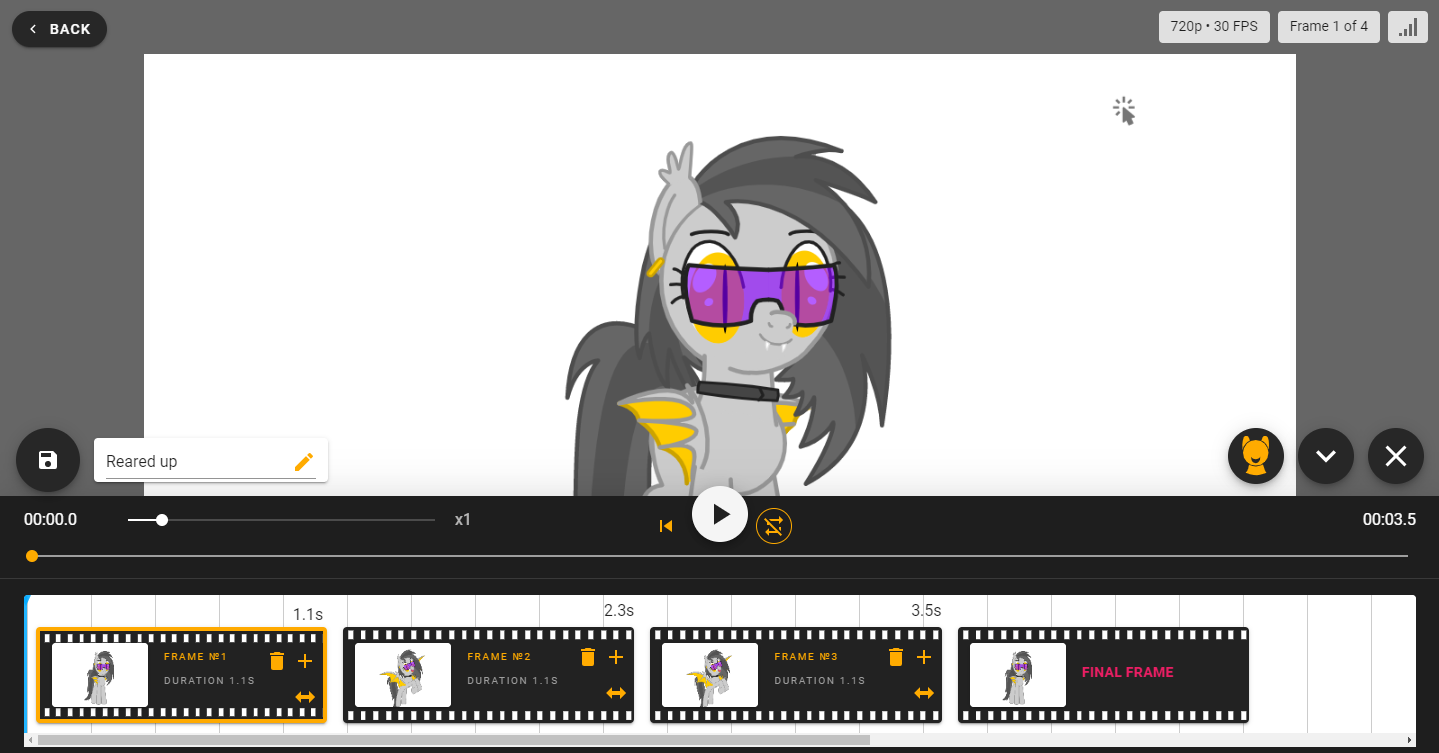 BACK
720p • 30 FPS
Frame 1 of 4
Reared up
00:00.0
x1
00:03.5
1.1s
2.3s
3.5s
FRAME №1
DURATION 1.1S
FRAME №2
DURATION 1.1S
FRAME №3
DURATION 1.1S
FINAL FRAME